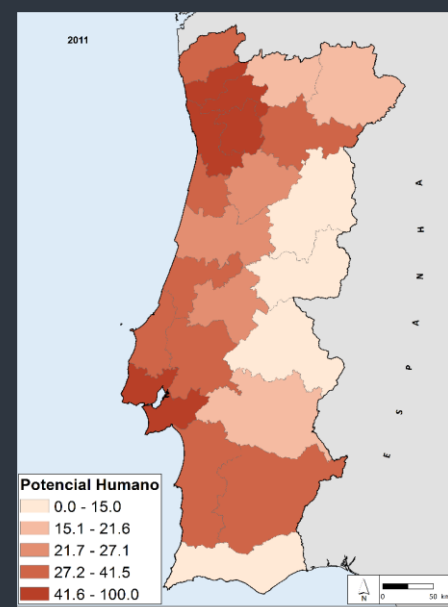 2011
ESPANHA
Potencial Humano
0.0 - 15.0
15.1 - 21.6
21.7 - 27.1
27.2 - 41.5
41.6 - 100.0
N
0 50 km